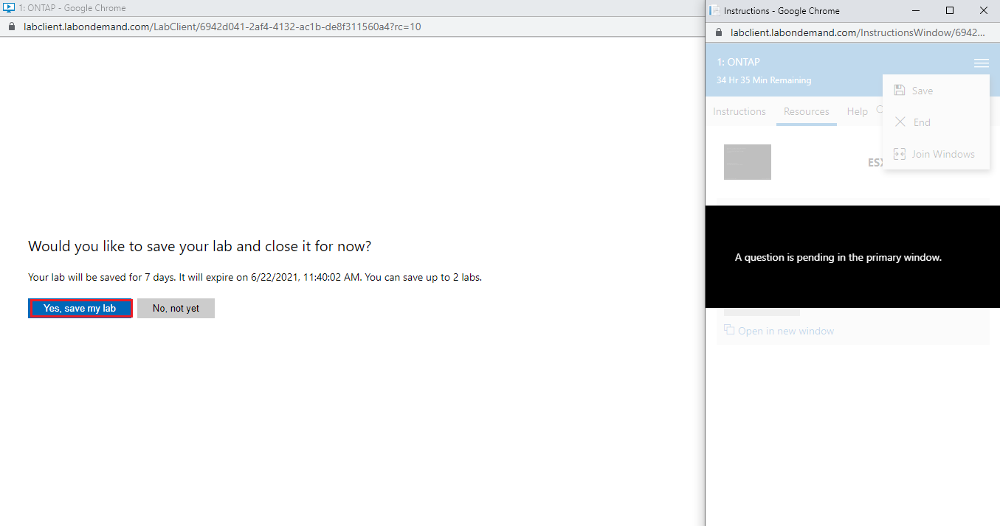 1: ONTAP - Google Chrome
labclient.labondemand.com/LabClient/6942d041-2af4-4132-ac1b-de8f311560a4?rc=10
Would you like to save your lab and close it for now?
Your lab will be saved for 7 days. It will expire on 6/22/2021, 11:40:02 AM. You can save up to 2 labs.
Yes, save my lab
No, not yet
Instructions - Google Chrome
labclient.labondemand.com/InstructionsWindow/6942...
1: ONTAP
34 Hr 35 Min Remaining
Save
End
Join Windows
Instructions Resources Help
ESX
A question is pending in the primary window.
Open in new window